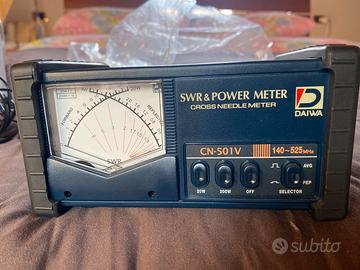 SWR & POWER METER
CROSS NEEDLE METER
DAIWA
CN-501V
140~525MHz
AVG
PEP
20W
200W
OFF
SELECTOR
FORWARD
SWR
subito